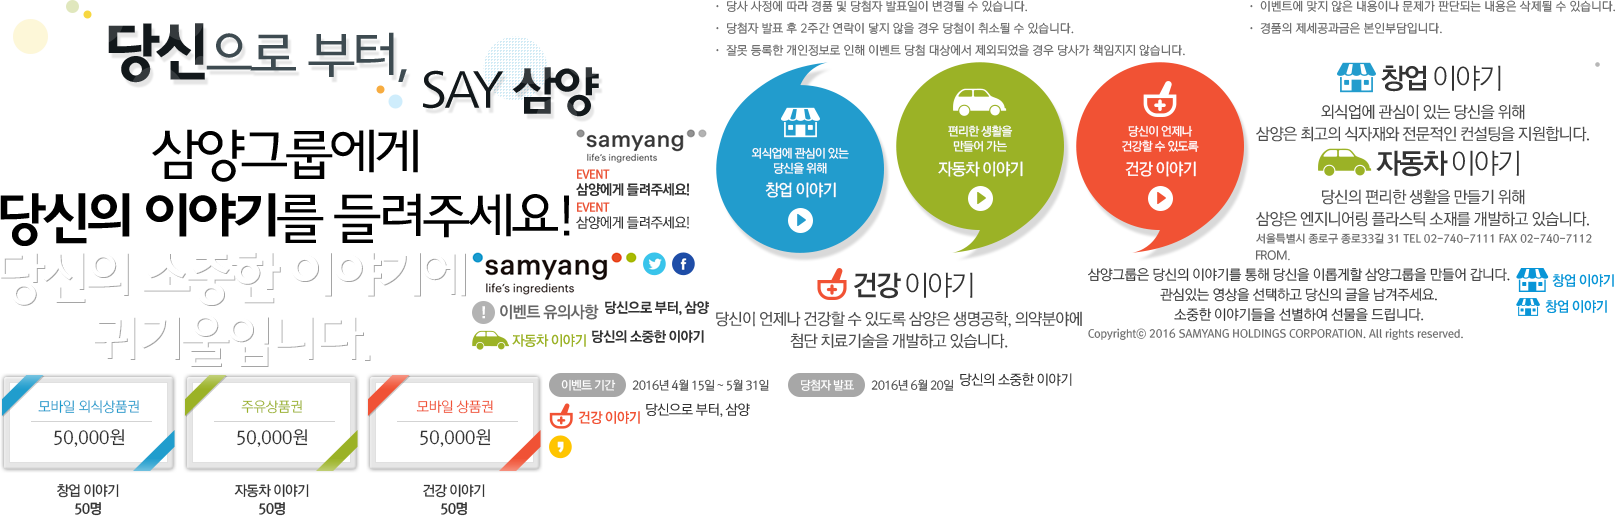 · 당사 사정에 따라 경품 및 당첨자 발표일이 변경될 수 있습니다.
· 당첨자 발표 후 2주간 연락이 닿지 않을 경우 당첨이 취소될 수 있습니다.
· 잘못 등록한 개인정보로 인해 이벤트 당첨 대상에서 제외되었을 경우 당사가 책임지지 않습니다.
· 이벤트에 맞지 않은 내용이나 문제가 판단되는 내용은 삭제될 수 있습니다.
· 경품의 제세공과금은 본인부담입니다.
당신으로 부터,
SAY 삼양
삼양그룹에게
당신의 이야기를 들려주세요!
당신의 소중한 이야기에
귀 기울입니다.
samyang
life's ingredients
EVENT
삼양에게 들려주세요!
EVENT
삼양에게 들려주세요!
samyang
life's ingredients
이벤트 유의사항
당신으로 부터, 삼양
자동차 이야기
당신의 소중한 이야기
외식업에 관심이 있는
당신을 위해
창업 이야기
편리한 생활을
만들어 가는
자동차 이야기
당신이 언제나
건강할 수 있도록
건강 이야기
창업 이야기
외식업에 관심이 있는 당신을 위해
삼양은 최고의 식자재와 전문적인 컨설팅을 지원합니다.
자동차 이야기
당신의 편리한 생활을 만들기 위해
삼양은 엔지니어링 플라스틱 소재를 개발하고 있습니다.
서울특별시 종로구 종로33길 31 TEL 02-740-7111 FAX 02-740-7112
FROM.
건강 이야기
당신이 언제나 건강할 수 있도록 삼양은 생명공학, 의약분야에
첨단 치료기술을 개발하고 있습니다.
삼양그룹은 당신의 이야기를 통해 당신을 이롭게할 삼양그룹을 만들어 갑니다.
관심있는 영상을 선택하고 당신의 글을 남겨주세요.
소중한 이야기들을 선별하여 선물을 드립니다.
창업 이야기
창업 이야기
Copyrightⓒ 2016 SAMYANG HOLDINGS CORPORATION. All rights reserved.
모바일 외식상품권
50,000원
주유상품권
50,000원
모바일 상품권
50,000원
창업 이야기
50명
자동차 이야기
50명
건강 이야기
50명
이벤트 기간
2016년 4월 15일 ~ 5월 31일
당첨자 발표
2016년 6월 20일
당신의 소중한 이야기
건강 이야기
당신으로 부터, 삼양